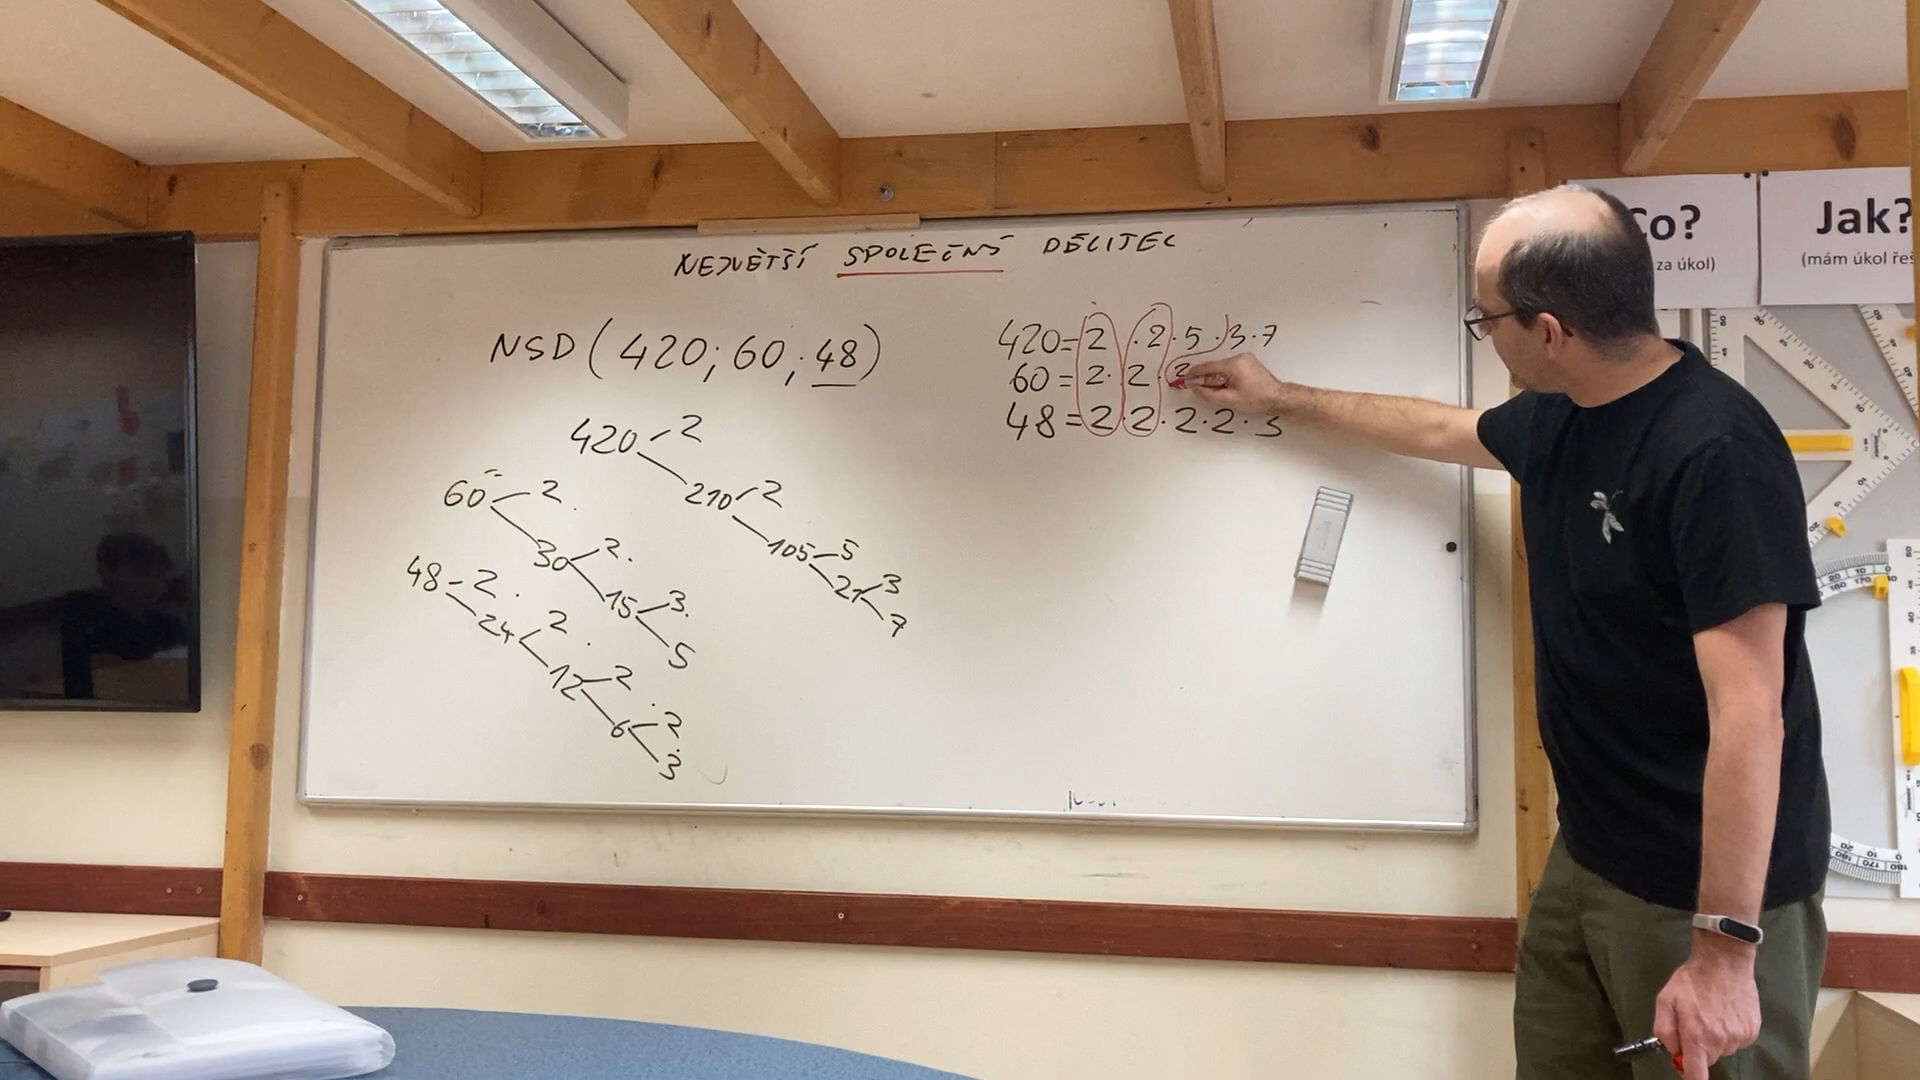 NEJVĚTŠÍ SPOLEČNÝ DĚLITEL
NSD (420; 60; 48)
420 2
210 2
105 5
21 3
7
60 2
30 2
15 3
5
48 2
24 2
12 2
6 2
3
420=2·2·5·3·7
60=2·2·3
48=2·2·2·2·3
Co?
za úkol)
Jak?
(mám úkol řeš